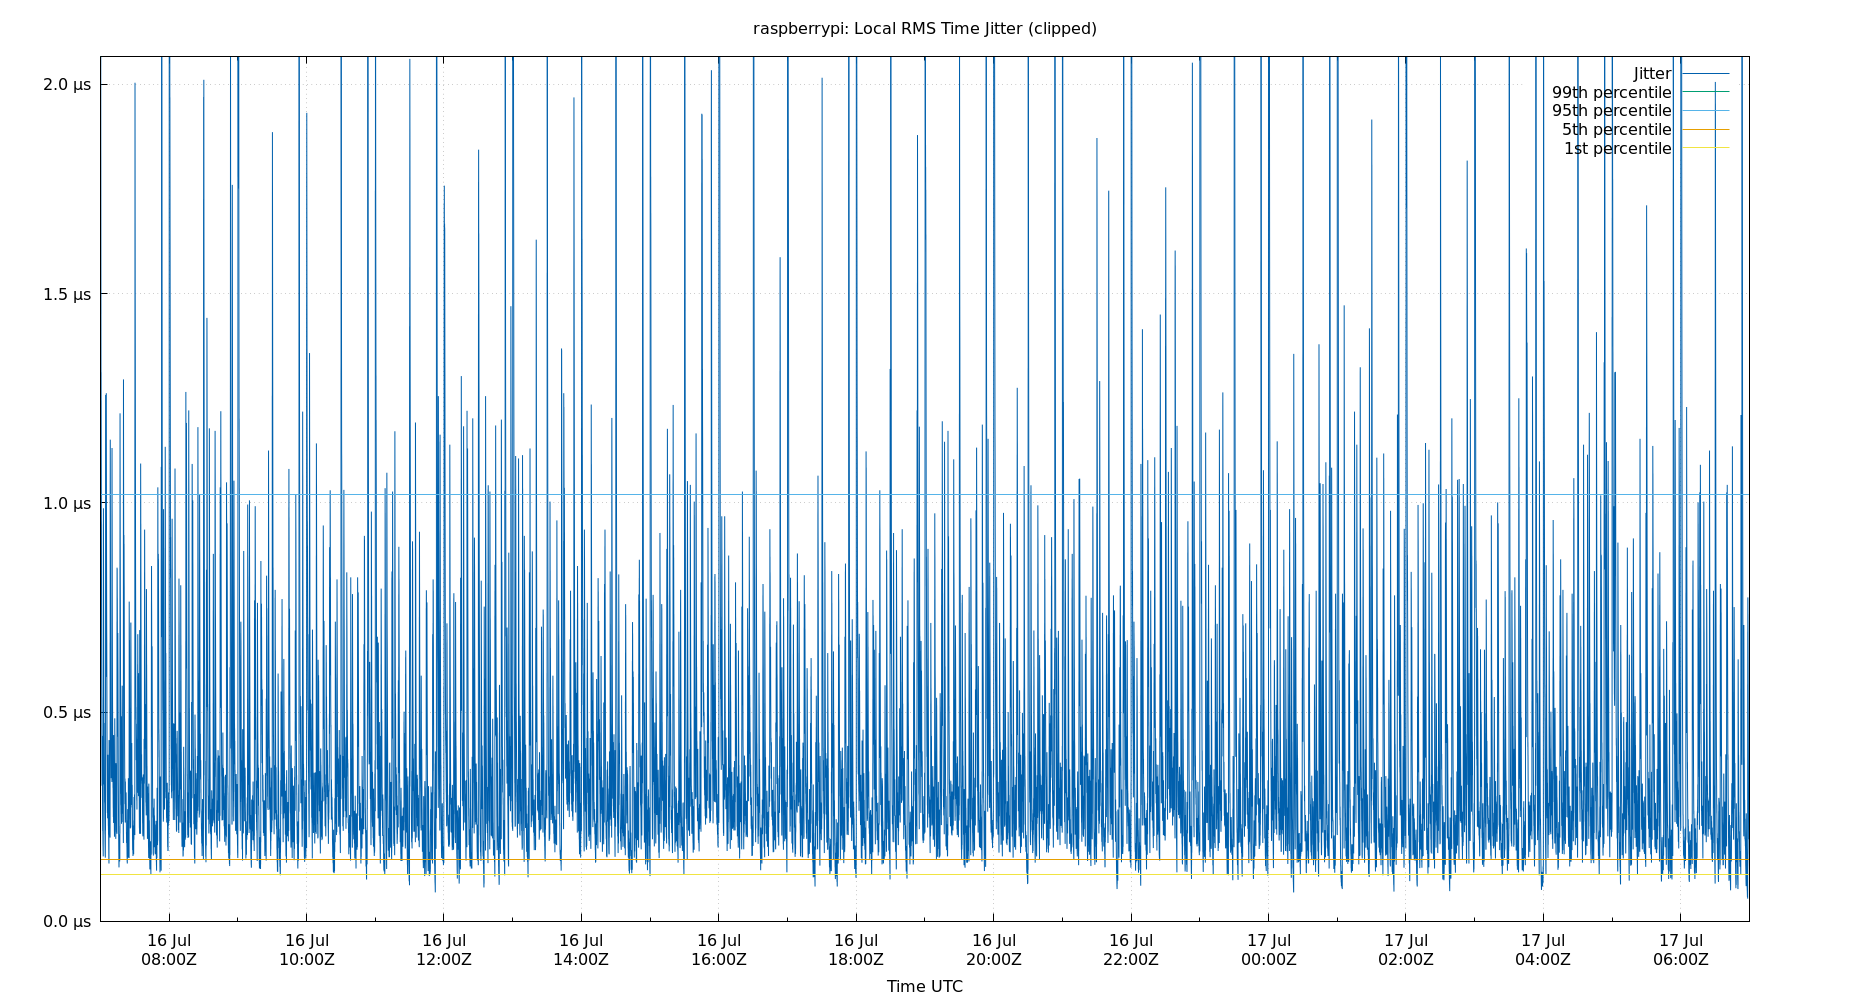 raspberrypi: Local RMS Time Jitter (clipped)
2.0 µs
1.5 µs
1.0 µs
0.5 µs
0.0 µs
Jitter
99th percentile
95th percentile
5th percentile
1st percentile
16 Jul 16 Jul 16 Jul 16 Jul 16 Jul 16 Jul 16 Jul 16 Jul 17 Jul 17 Jul 17 Jul 17 Jul
08:00Z 10:00Z 12:00Z 14:00Z 16:00Z 18:00Z 20:00Z 22:00Z 00:00Z 02:00Z 04:00Z 06:00Z
Time UTC